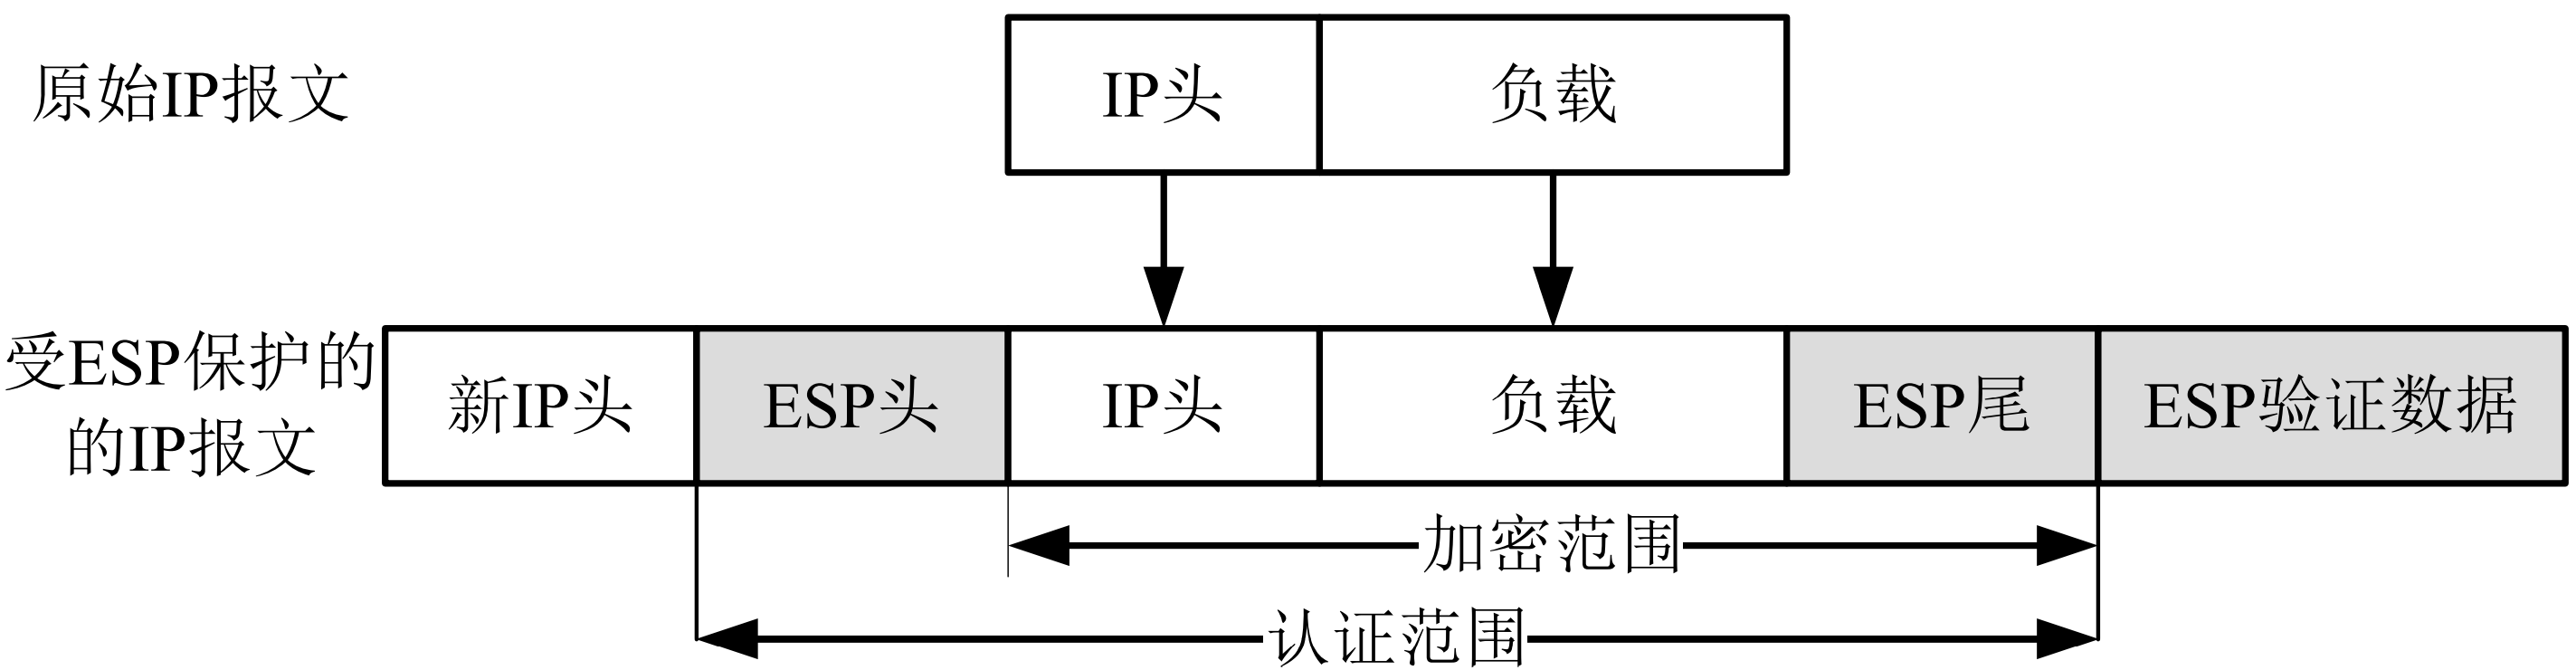 原始IP报文
IP头
负载
受ESP保护的
的IP报文
新IP头
ESP头
IP头
负载
ESP尾
ESP验证数据
加密范围
认证范围